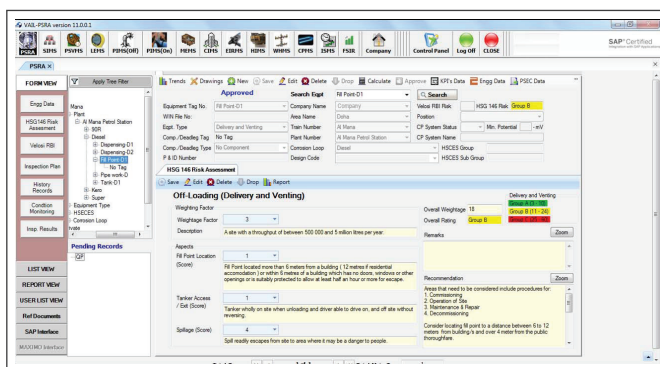 VAIL-PSRA version 11.0.0.1
PSRA SIMS PSVMS LEMS PIMS(Off) PIMS(On) MEMS CIMS EIRMS HIMS WHMS CPMS ISMS FSIR Company Control Panel Log Off CLOSE
SAP® Certified
PSRA ×
FORM VIEW
Apply Tree Filter
Trends Drawings New Save Edit Delete Drop Calculate Approve KPI's Data Engg Data PSEC Data
Engg Data
HSG146 Risk Assesment
Velosi RBI
Inspection Plan
History Records
Condtion Monitoring
Insp. Results
LIST VIEW
REPORT VIEW
USER LIST VIEW
Ref Documents
SAP Interface
MAXIMO Interface
Mana
Plant
Al Mana Petrol Station
50R
Diesel
Dispensing-D1
Dispensing-D2
Fill Point-D1
No Tag
Pipe work-D
Tank-D1
Kero
Super
Equipment Type
HSECES
Corrosion Loop
Pending Records
Approved
Search Eqpt Fill Point-D1
Search
Equipment Tag No. Fill Point-D1 Company Name Company Velosi RBI Risk HSG 146 Risk Group B
WIN File No: Area Name Doha Position
Eqpt. Type Delivery and Venting Train Number Al Mana CP System Status Min. Potential - mV
Comp./Deadleg Tag No Tag Plant Number Al Mana Petrol Station CP System Name
Comp./Deadleg Type No Component Corrosion Loop Diesel HSCES Group
P & ID Number Design Code HSCES Sub Group
HSG 146 Risk Assessment
Save Edit Delete Drop Report
Off-Loading (Delivery and Venting)
Weighting Factor
Weightage Factor 3
Description A site with a throughput of between 500 000 and 5 million litres per year.
Aspects
Fill Point Location (Score) 1
Fill Point located more than 6 meters from a building ( 12 metres if residential accomodation ) or within 6 metres of a building which has no doors, windows or other openings or is suitably protected to allow at least half an hour or more for escape.
Tanker Access / Exit (Score) 1
Tanker wholly on site when unloading and driver able to drive on, and off site without reversing.
Spillage (Score) 4
Spill readily escapes from site to area where it may be a danger to people.
Delivery and Venting
Overall Weightage 18
Overall Rating Group B
Group B (11 - 24)
Remarks Zoom
Recommendation Zoom
Areas that need to be considered include procedures for:
1. Commissioning
2. Operation of Site
3. Maintenance & Repair
4. Decommissioning
Consider locating fill point to a distance between 6 to 12 meters from building/s and over 4 meter from the public thoroughfare.